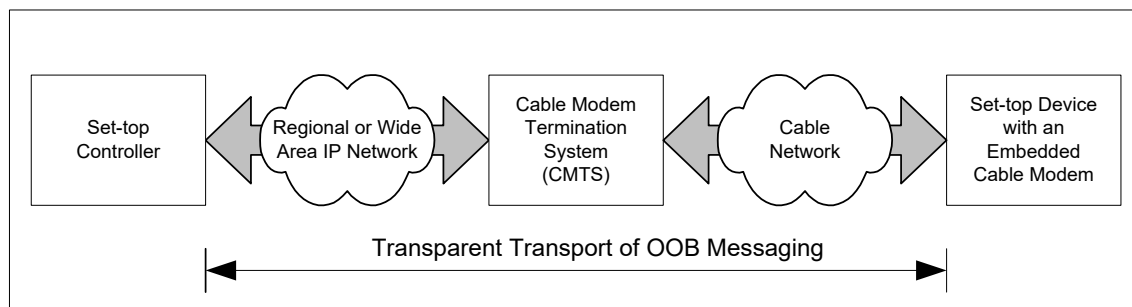 Set-top
Controller
Regional or Wide
Area IP Network
Cable Modem
Termination
System
(CMTS)
Cable
Network
Set-top Device
with an
Embedded
Cable Modem
Transparent Transport of OOB Messaging